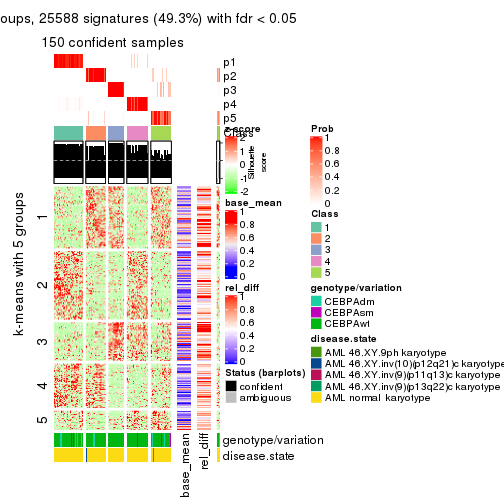 oups, 25588 signatures (49.3%) with fdr < 0.05
150 confident samples
p1
p2
p3
p4
p5
Class
Silhouette
score
k-means with 5 groups
1
2
3
4
5
genotype/variation
disease.state
base_mean
rel_diff
z-score
2
1
0
-1
-2
base_mean
1
0.8
0.6
0.4
0.2
0
rel_diff
1
0.8
0.6
0.4
0.2
0
Status (barplots)
confident
ambiguous
Prob
1
0.8
0.6
0.4
0.2
0
Class
1
2
3
4
5
genotype/variation
CEBPAdm
CEBPAsm
CEBPAwt
disease.state
AML 46.XY.9ph karyotype
AML 46.XY.inv(10)(p12q21)c karyotype
AML 46.XY.inv(9)(p11q13)c karyotype
AML 46.XY.inv(9)(p13q22)c karyotype
AML normal karyotype